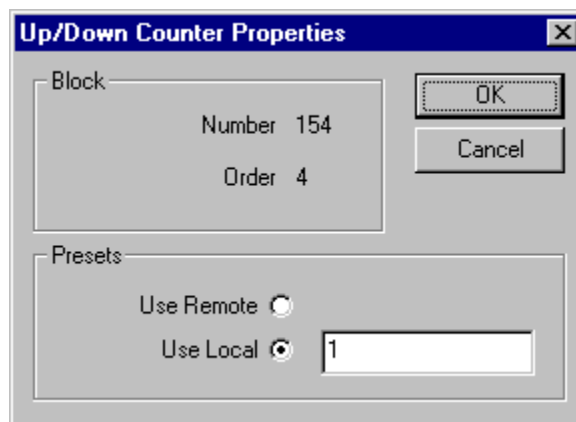 Up/Down Counter Properties
Block
Number 154
Order 4
OK
Cancel
Presets
Use Remote
Use Local 1